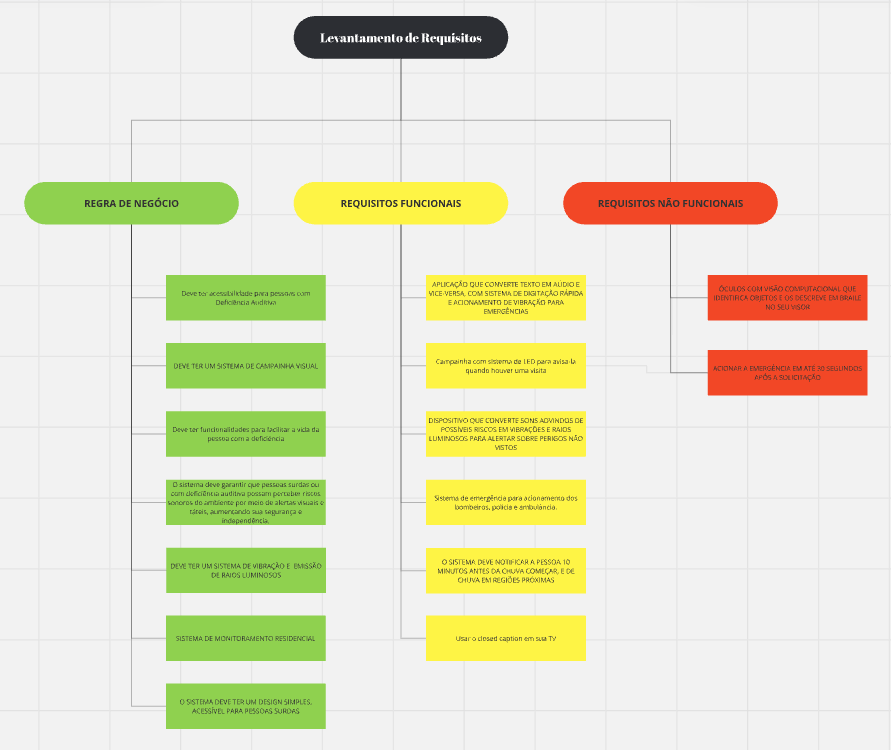 Levantamento de Requisitos
REGRA DE NEGÓCIO
REQUISITOS FUNCIONAIS
REQUISITOS NÃO FUNCIONAIS
Deve ter acessibilidade para pessoas com
Deficiência Auditiva
DEVE TER UM SISTEMA DE CAMPAINHA VISUAL
Deve ter funcionalidades para facilitar a vida da
pessoa com a deficiência
O sistema deve garantir que pessoas surdas ou
com deficiência auditiva possam perceber riscos
sonoros do ambiente por meio de alertas visuais e
táteis, aumentando sua segurança e
independência.
DEVE TER UM SISTEMA DE VIBRAÇÃO E EMISSÃO
DE RAIOS LUMINOSOS
SISTEMA DE MONITORAMENTO RESIDENCIAL
O SISTEMA DEVE TER UM DESIGN SIMPLES,
ACESSÍVEL PARA PESSOAS SURDAS.
APLICAÇÃO QUE CONVERTE TEXTO EM AUDIO E
VICE-VERSA, COM SISTEMA DE DIGITAÇÃO RÁPIDA
E ACIONAMENTO DE VIBRAÇÃO PARA
EMERGÊNCIAS
Campainha com sistema de LED para avisa-la
quando houver uma visita
DISPOSITIVO QUE CONVERTE SONS ADVINDOS DE
POSSÍVEIS RISCOS EM VIBRAÇÕES E RAIOS
LUMINOSOS PARA ALERTAR SOBRE PERIGOS NÃO
VISTOS
Sistema de emergência para acionamento dos
bombeiros, policia e ambulância.
O SISTEMA DEVE NOTIFICAR A PESSOA 10
MINUTOS ANTES DA CHUVA COMEÇAR, E DE
CHUVA EM REGIÕES PRÓXIMAS
Usar o closed caption em sua TV
ÓCULOS COM VISÃO COMPUTACIONAL QUE
IDENTIFICA OBJETOS E OS DESCREVE EM BRAILE
NO SEU VISOR
ACIONAR A EMERGÊNCIA EM ATÉ 30 SEGUNDOS
APÓS A SOLICITAÇÃO